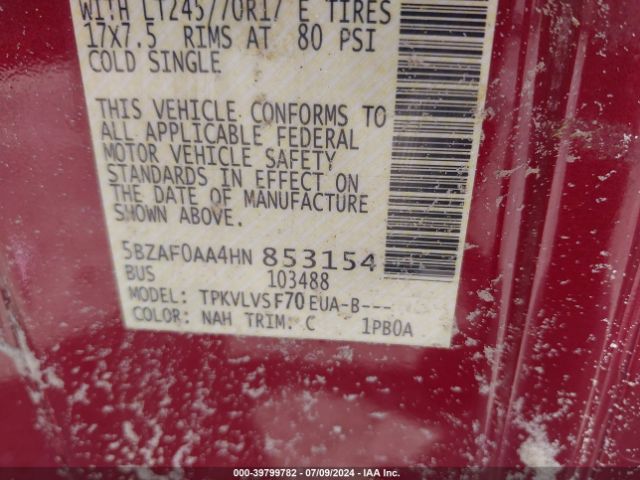 WITH LT245/70R17 E TIRES
17x7.5 RIMS AT 80 PSI
COLD SINGLE
THIS VEHICLE CONFORMS TO
ALL APPLICABLE FEDERAL
MOTOR VEHICLE SAFETY
STANDARDS IN EFFECT ON
THE DATE OF MANUFACTURE
SHOWN ABOVE.
5BZAF0AA4HN 853154
BUS 103488
MODEL: TPKVLVSF70EUA-B---
COLOR: NAH TRIM: C 1PB0A
000-39799782 / 07/09/2024 - IAA Inc.